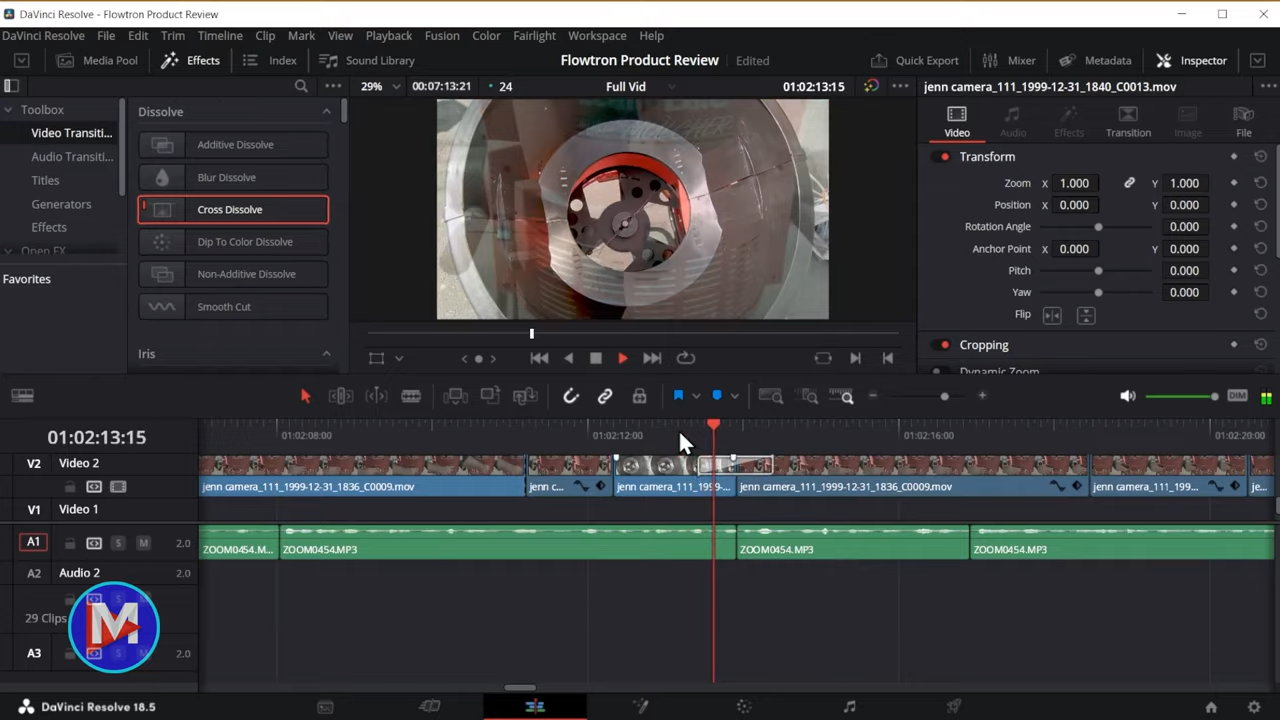 DaVinci Resolve - Flowtron Product Review
DaVinci Resolve File Edit Trim Timeline Clip Mark View Playback Fusion Color Fairlight Workspace Help
Media Pool Effects Index Sound Library Flowtron Product Review Edited Quick Export Mixer Metadata Inspector
29% 00:07:13:21 24 Full Vid 01:02:13:15 jenn camera_111_1999-12-31_1840_C0013.mov
Toolbox
Video Transiti...
Audio Transiti...
Titles
Generators
Effects
Open FX
Favorites
Dissolve
Additive Dissolve
Blur Dissolve
Cross Dissolve
Dip To Color Dissolve
Non-Additive Dissolve
Smooth Cut
Iris
Video Audio Effects Transition Image File
Transform
Zoom X 1.000 Y 1.000
Position X 0.000 Y 0.000
Rotation Angle 0.000
Anchor Point X 0.000 Y 0.000
Pitch 0.000
Yaw 0.000
Flip
Cropping
Dynamic Zoom
DIM
01:02:13:15
01:02:08:00 01:02:12:00 01:02:16:00 01:02:20:00
V2 Video 2
jenn camera_111_1999-12-31_1836_C0009.mov jenn c... jenn camera_111_1999-... jenn camera_111_1999-12-31_1836_C0009.mov jenn camera_111_199... je...
V1 Video 1
A1 S M 2.0 ZOOM0454.M... ZOOM0454.MP3 ZOOM0454.MP3 ZOOM0454.MP3
A2 Audio 2 2.0
S M
29 Clips
M
A3 S M 2.0
DaVinci Resolve 18.5